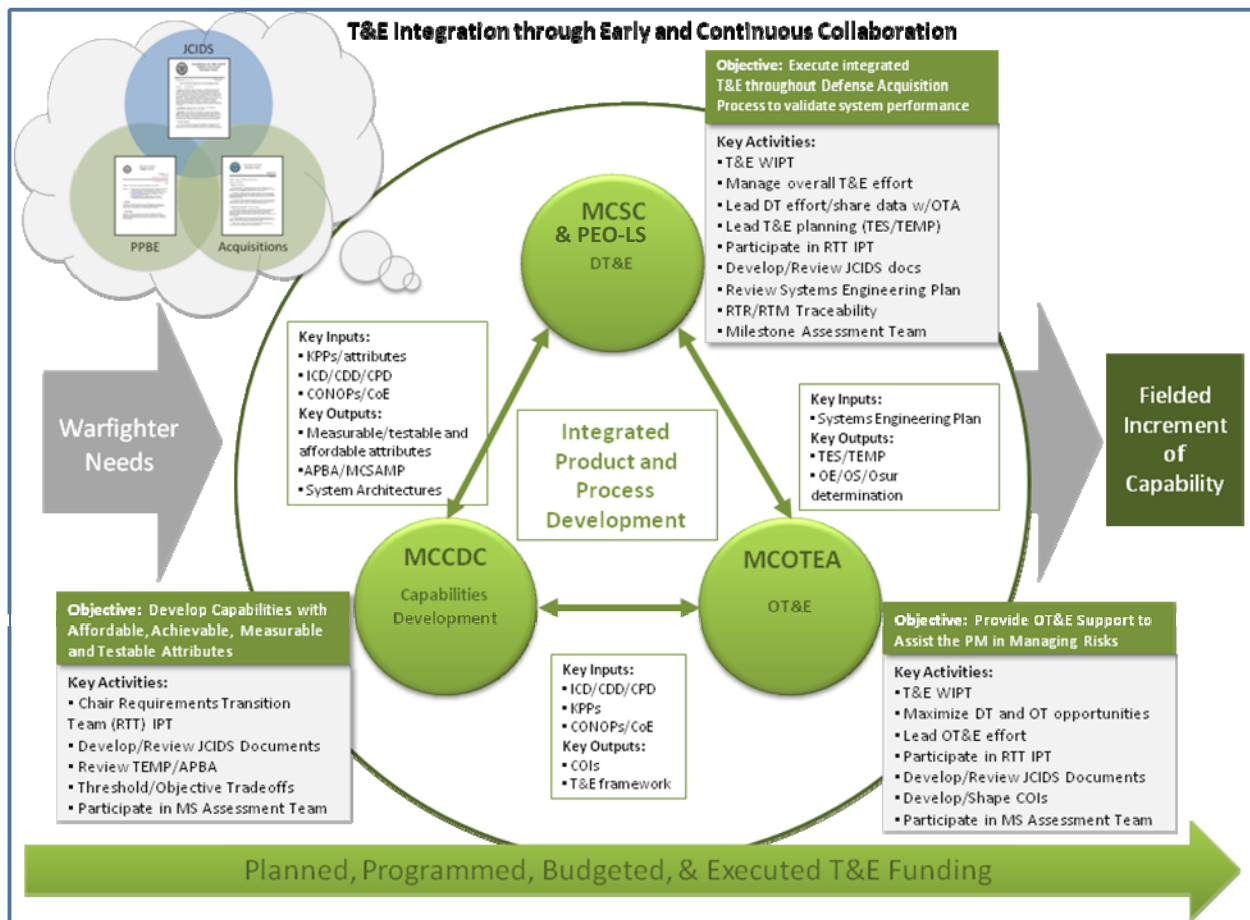 T&E Integration through Early and Continuous Collaboration
JCIDS
PPBE
Acquisitions
Objective: Execute integrated
T&E throughout Defense Acquisition
Process to validate system performance
Key Activities:
▪ T&E WIPT
▪ Manage overall T&E effort
▪ Lead DT effort/share data w/OTA
▪ Lead T&E planning (TES/TEMP)
▪ Participate in RTT IPT
▪ Develop/Review JCIDS docs
▪ Review Systems Engineering Plan
▪ RTR/RTM Traceability
▪ Milestone Assessment Team
MCSC
& PEO-LS
DT&E
Warfighter
Needs
Key Inputs:
▪ KPPs/attributes
▪ ICD/CDD/CPD
▪ CONOPs/CoE
Key Outputs:
▪ Measurable/testable and
affordable attributes
▪ APBA/MCSAMP
▪ System Architectures
Integrated
Product and
Process
Development
Key Inputs:
▪ Systems Engineering Plan
Key Outputs:
▪ TES/TEMP
▪ OE/OS/Osur
determination
Fielded
Increment
of
Capability
MCCDC
Capabilities
Development
MCOTEA
OT&E
Objective: Develop Capabilities with
Affordable, Achievable, Measurable
and Testable Attributes
Key Activities:
▪ Chair Requirements Transition
Team (RTT) IPT
▪ Develop/Review JCIDS Documents
▪ Review TEMP/APBA
▪ Threshold/Objective Tradeoffs
▪ Participate in MS Assessment Team
Key Inputs:
▪ ICD/CDD/CPD
▪ KPPs
▪ CONOPs/CoE
Key Outputs:
▪ COIs
▪ T&E framework
Objective: Provide OT&E Support to
Assist the PM in Managing Risks
Key Activities:
▪ T&E WIPT
▪ Maximize DT and OT opportunities
▪ Lead OT&E effort
▪ Participate in RTT IPT
▪ Develop/Review JCIDS Documents
▪ Develop/Shape COIs
▪ Participate in MS Assessment Team
Planned, Programmed, Budgeted, & Executed T&E Funding